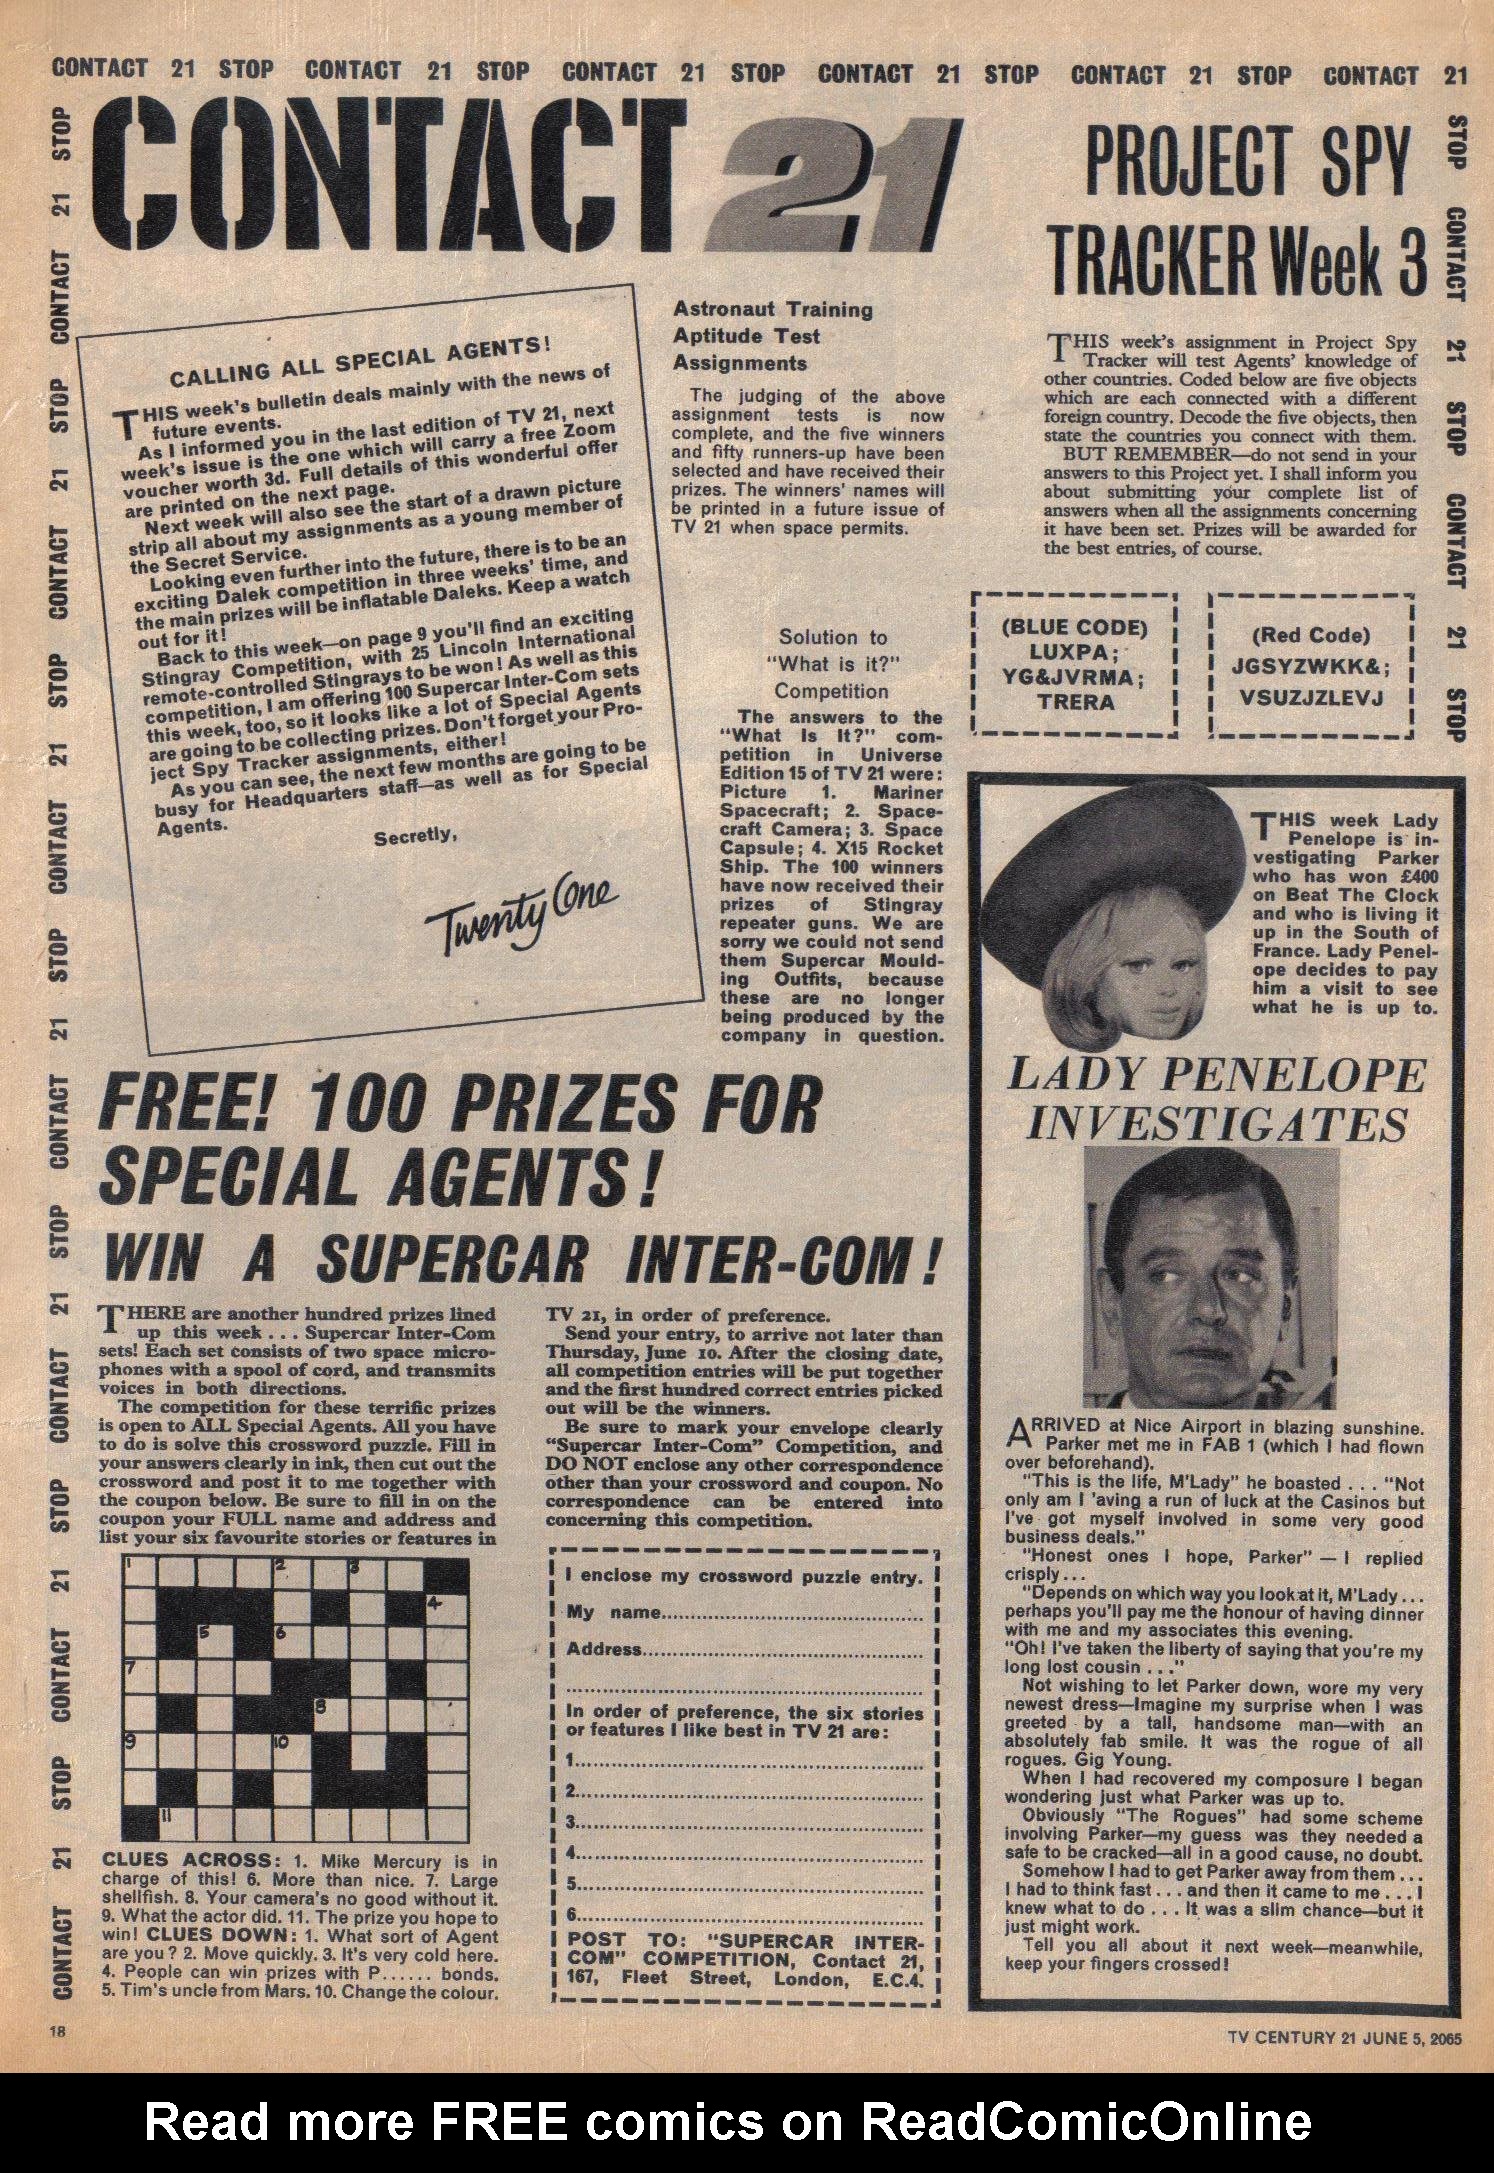 CONTACT 21 STOP CONTACT 21 STOP CONTACT 21 STOP CONTACT 21 STOP CONTACT 21 STOP CONTACT 21
STOP CONTACT 21 STOP CONTACT 21 STOP
CONTACT 21 STOP CONTACT 21 STOP CONTACT 21 STOP CONTACT 21 STOP CONTACT 21 STOP CONTACT 21 STOP CONTACT 21 STOP
CONTACT 21
CALLING ALL SPECIAL AGENTS!
THIS week's bulletin deals mainly with the news of
future events.
As I informed you in the last edition of TV 21, next
week's issue is the one which will carry a free Zoom
voucher worth 3d. Full details of this wonderful offer
are printed on the next page.
Next week will also see the start of a drawn picture
strip all about my assignments as a young member of
the Secret Service.
Looking even further into the future, there is to be an
exciting Dalek competition in three weeks' time, and
the main prizes will be inflatable Daleks. Keep a watch
out for it!
Back to this week—on page 9 you'll find an exciting
Stingray Competition, with 25 Lincoln International
remote-controlled Stingrays to be won! As well as this
competition, I am offering 100 Supercar Inter-Com sets
this week, too, so it looks like a lot of Special Agents
are going to be collecting prizes. Don't forget your Pro-
ject Spy Tracker assignments, either!
As you can see, the next few months are going to be
busy for Headquarters staff—as well as for Special
Agents.
Secretly,
Twenty One
Astronaut Training
Aptitude Test
Assignments
The judging of the above
assignment tests is now
complete, and the five winners
and fifty runners-up have been
selected and have received their
prizes. The winners' names will
be printed in a future issue of
TV 21 when space permits.
Solution to
"What is it?"
Competition
The answers to the
"What Is It?" com-
petition in Universe
Edition 15 of TV 21 were:
Picture 1. Mariner
Spacecraft; 2. Space-
craft Camera; 3. Space
Capsule; 4. X15 Rocket
Ship. The 100 winners
have now received their
prizes of Stingray
repeater guns. We are
sorry we could not send
them Supercar Mould-
ing Outfits, because
these are no longer
being produced by the
company in question.
PROJECT SPY
TRACKER Week 3
THIS week's assignment in Project Spy
Tracker will test Agents' knowledge of
other countries. Coded below are five objects
which are each connected with a different
foreign country. Decode the five objects, then
state the countries you connect with them.
BUT REMEMBER—do not send in your
answers to this Project yet. I shall inform you
about submitting your complete list of
answers when all the assignments concerning
it have been set. Prizes will be awarded for
the best entries, of course.
(BLUE CODE)
LUXPA;
YG&JVRMA;
TRERA
(Red Code)
JGSYZWKK&;
VSUZJZLEVJ
FREE! 100 PRIZES FOR
SPECIAL AGENTS!
WIN A SUPERCAR INTER-COM!
THERE are another hundred prizes lined
up this week . . . Supercar Inter-Com
sets! Each set consists of two space micro-
phones with a spool of cord, and transmits
voices in both directions.
The competition for these terrific prizes
is open to ALL Special Agents. All you have
to do is solve this crossword puzzle. Fill in
your answers clearly in ink, then cut out the
crossword and post it to me together with
the coupon below. Be sure to fill in on the
coupon your FULL name and address and
list your six favourite stories or features in
TV 21, in order of preference.
Send your entry, to arrive not later than
Thursday, June 10. After the closing date,
all competition entries will be put together
and the first hundred correct entries picked
out will be the winners.
Be sure to mark your envelope clearly
"Supercar Inter-Com" Competition, and
DO NOT enclose any other correspondence
other than your crossword and coupon. No
correspondence can be entered into
concerning this competition.
1 2 3
4
5 6
7
8
9 10
11
CLUES ACROSS: 1. Mike Mercury is in
charge of this! 6. More than nice. 7. Large
shellfish. 8. Your camera's no good without it.
9. What the actor did. 11. The prize you hope to
win! CLUES DOWN: 1. What sort of Agent
are you? 2. Move quickly. 3. It's very cold here.
4. People can win prizes with P...... bonds.
5. Tim's uncle from Mars. 10. Change the colour.
I enclose my crossword puzzle entry.
My name
Address
In order of preference, the six stories
or features I like best in TV 21 are:
1
2
3
4
5
6
POST TO: "SUPERCAR INTER-
COM" COMPETITION, Contact 21,
167, Fleet Street, London, E.C.4.
THIS week Lady
Penelope is in-
vestigating Parker
who has won £400
on Beat The Clock
and who is living it
up in the South of
France. Lady Penel-
ope decides to pay
him a visit to see
what he is up to.
LADY PENELOPE
INVESTIGATES
ARRIVED at Nice Airport in blazing sunshine.
Parker met me in FAB 1 (which I had flown
over beforehand).
"This is the life, M'Lady" he boasted . . . "Not
only am I 'aving a run of luck at the Casinos but
I've got myself involved in some very good
business deals."
"Honest ones I hope, Parker" — I replied
crisply . . .
"Depends on which way you look at it, M'Lady . . .
perhaps you'll pay me the honour of having dinner
with me and my associates this evening.
"Oh! I've taken the liberty of saying that you're my
long lost cousin . . ."
Not wishing to let Parker down, wore my very
newest dress—Imagine my surprise when I was
greeted by a tall, handsome man—with an
absolutely fab smile. It was the rogue of all
rogues. Gig Young.
When I had recovered my composure I began
wondering just what Parker was up to.
Obviously "The Rogues" had some scheme
involving Parker—my guess was they needed a
safe to be cracked—all in a good cause, no doubt.
Somehow I had to get Parker away from them . . .
I had to think fast . . . and then it came to me . . . I
knew what to do . . . It was a slim chance—but it
just might work.
Tell you all about it next week—meanwhile,
keep your fingers crossed!
18
TV CENTURY 21 JUNE 5, 2065
Read more FREE comics on ReadComicOnline